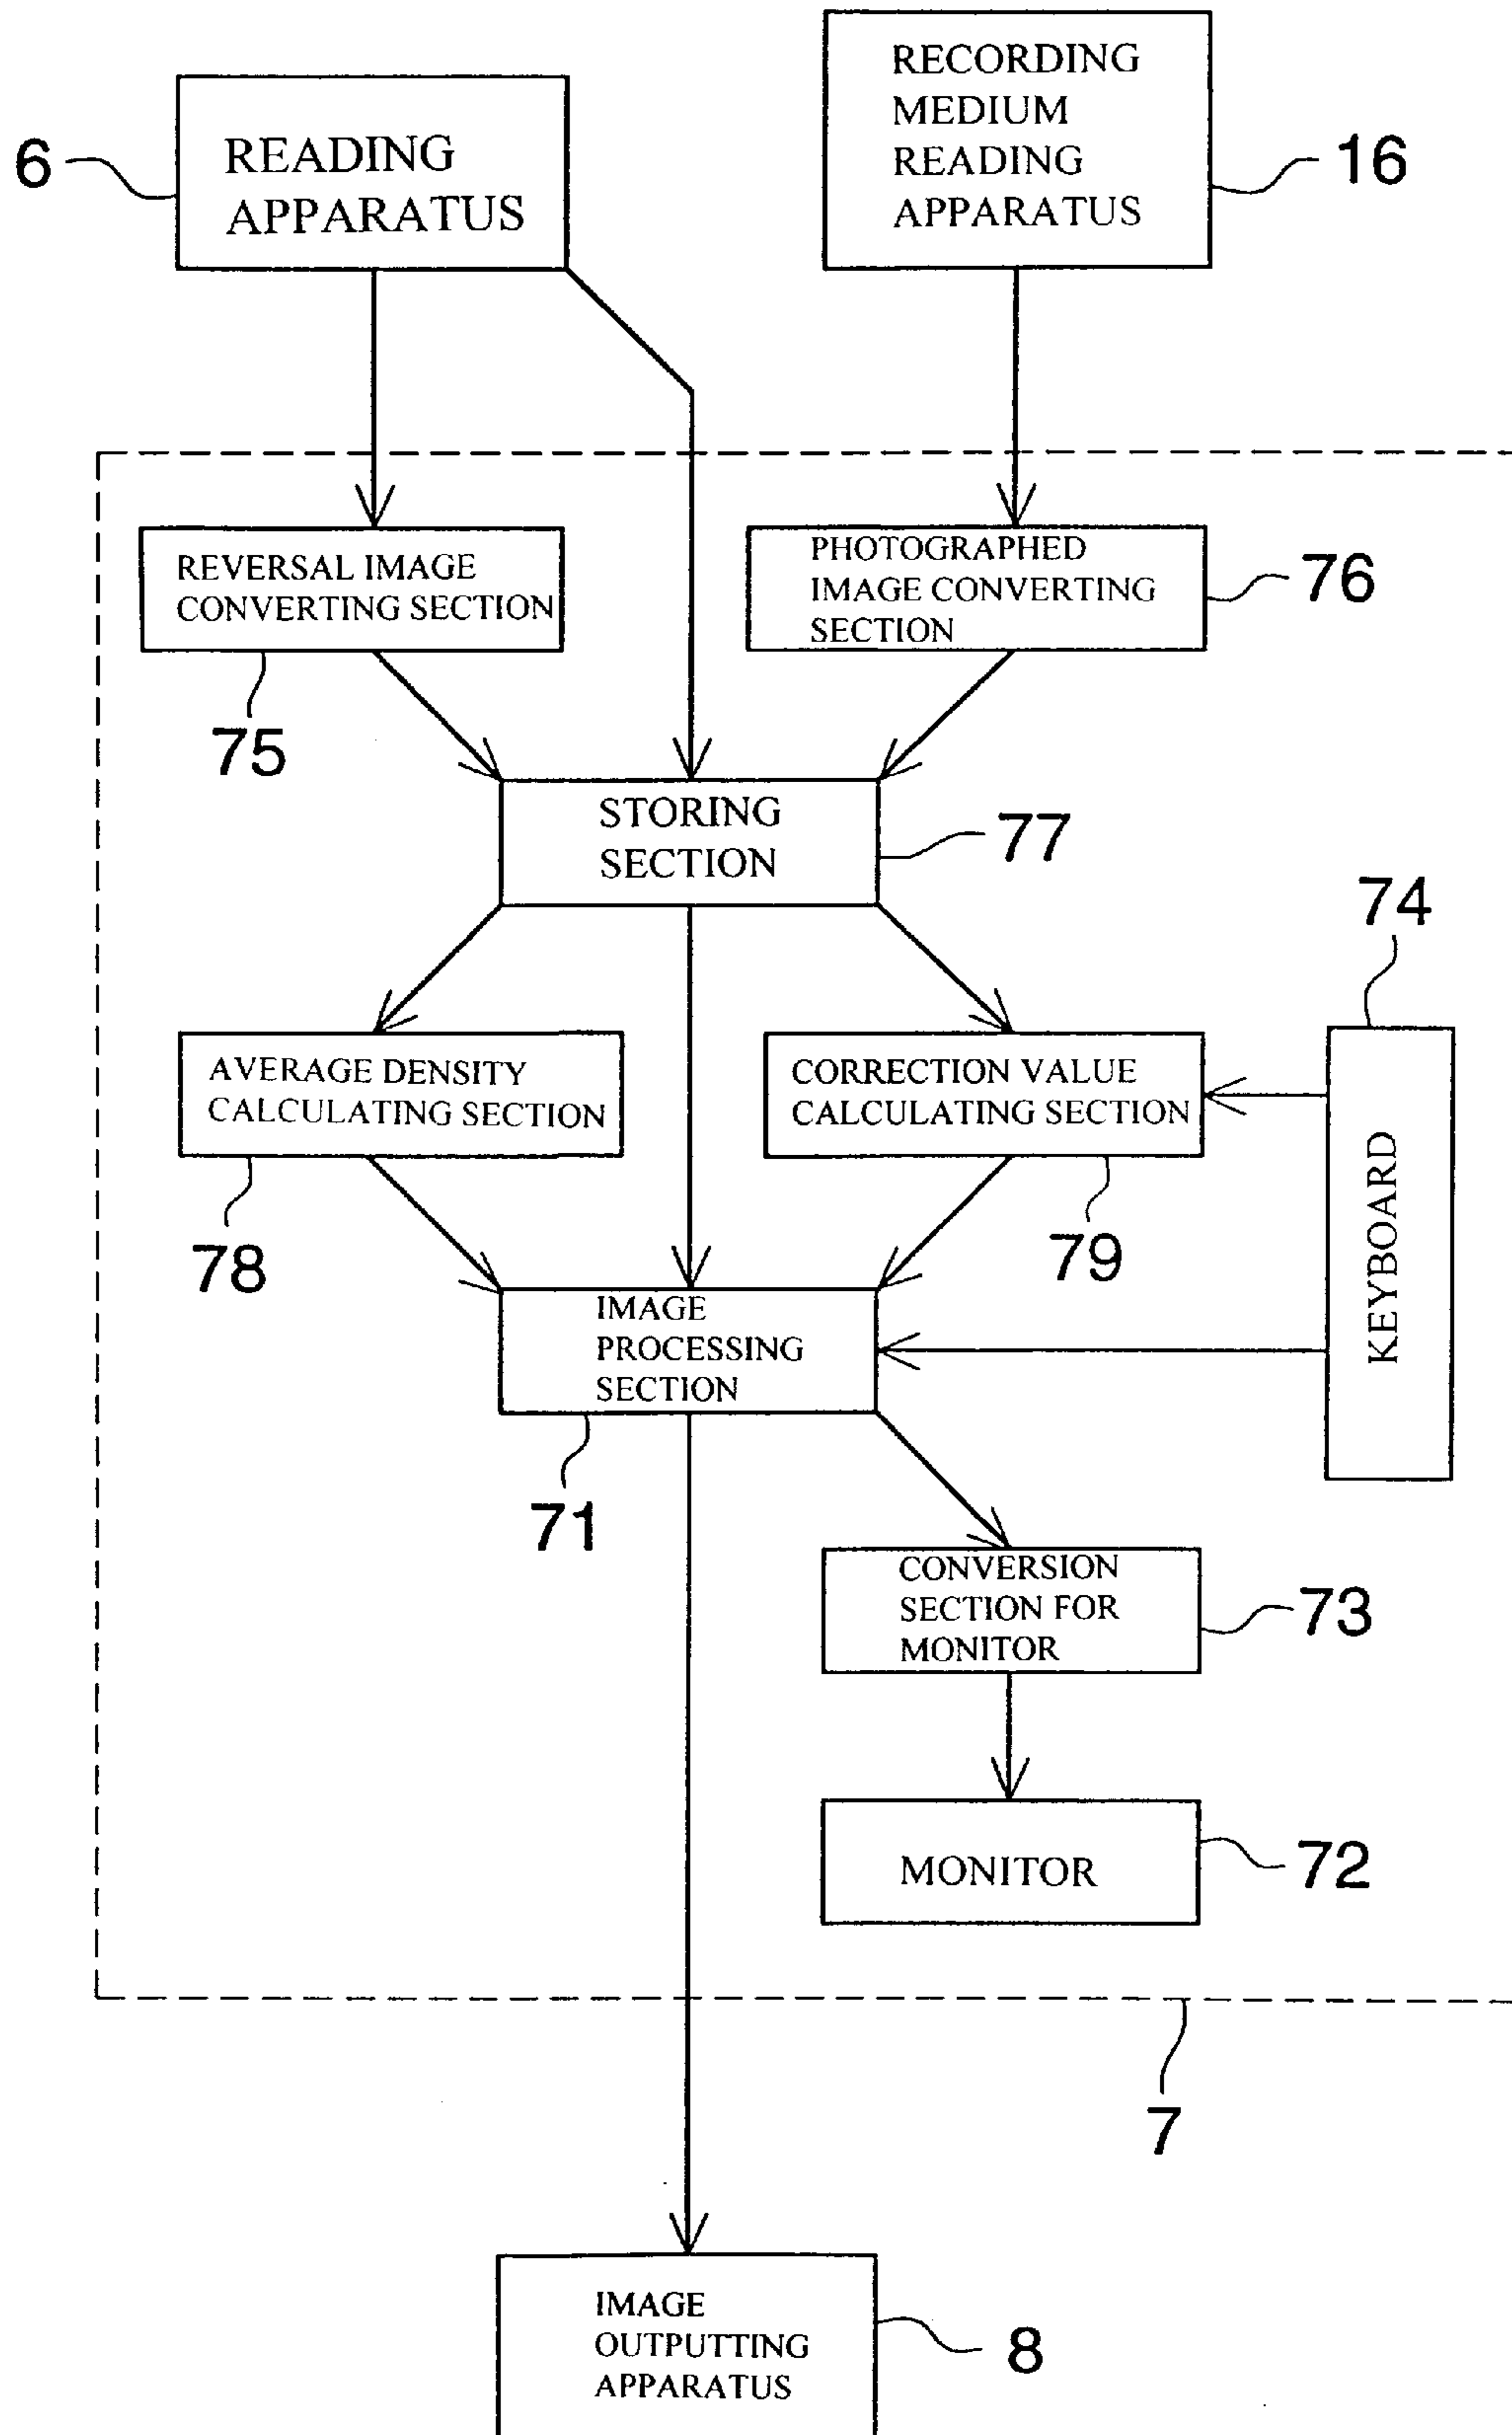 6
READING
APPARATUS
RECORDING
MEDIUM
READING
APPARATUS
16
REVERSAL IMAGE
CONVERTING SECTION
75
PHOTOGRAPHED
IMAGE CONVERTING
SECTION
76
STORING
SECTION
77
74
AVERAGE DENSITY
CALCULATING SECTION
78
CORRECTION VALUE
CALCULATING SECTION
79
KEYBOARD
IMAGE
PROCESSING
SECTION
71
CONVERSION
SECTION FOR
MONITOR
73
MONITOR
72
7
IMAGE
OUTPUTTING
APPARATUS
8